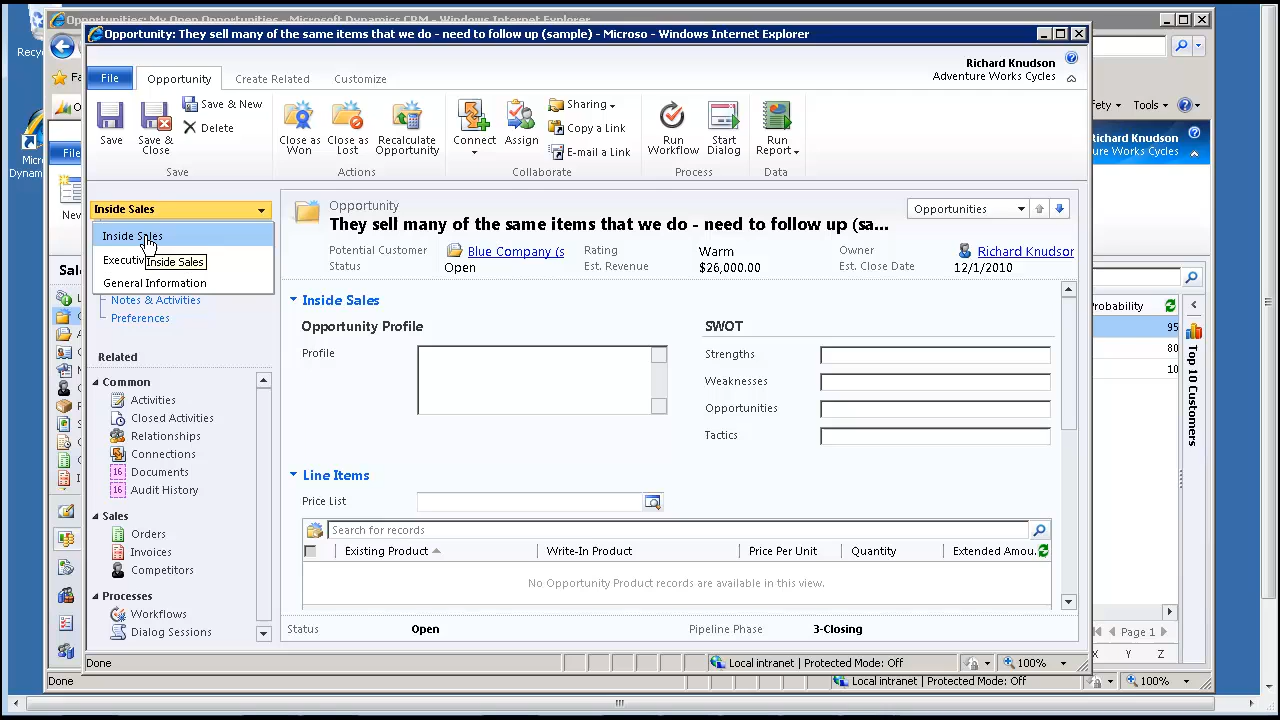 Opportunities: My Open Opportunities - Microsoft Dynamics CRM - Windows Internet Explorer
Opportunity: They sell many of the same items that we do - need to follow up (sample) - Microso - Windows Internet Explorer
Richard Knudson
Adventure Works Cycles
File
Opportunity
Create Related
Customize
Tools
Save
Save & Close
Save & New
Delete
Close as Won
Close as Lost
Recalculate Opportunity
Connect
Assign
Sharing
Copy a Link
E-mail a Link
Run Workflow
Start Dialog
Run Report
Save
Actions
Collaborate
Process
Data
File
New
Inside Sales
Inside Sales
Inside Sales
General Information
Notes & Activities
Preferences
Related
Common
Activities
Closed Activities
Relationships
Connections
16 Documents
16 Audit History
Sales
Orders
Invoices
Competitors
Processes
Workflows
Dialog Sessions
Opportunity
They sell many of the same items that we do - need to follow up (sa...
Opportunities
Potential Customer
Blue Company (s
Rating
Warm
Owner
Richard Knudson
Status
Open
Est. Revenue
$26,000.00
Est. Close Date
12/1/2010
Inside Sales
Opportunity Profile
SWOT
Profile
Strengths
Weaknesses
Opportunities
Tactics
Line Items
Price List
Search for records
Existing Product
Write-In Product
Price Per Unit
Quantity
Extended Amou.
No Opportunity Product records are available in this view.
Status
Open
Pipeline Phase
3-Closing
Done
Local intranet | Protected Mode: Off
100%
Probability
95
80
10
Top 10 Customers
Page 1
X
Y
Z
Done
Local intranet | Protected Mode: Off
100%